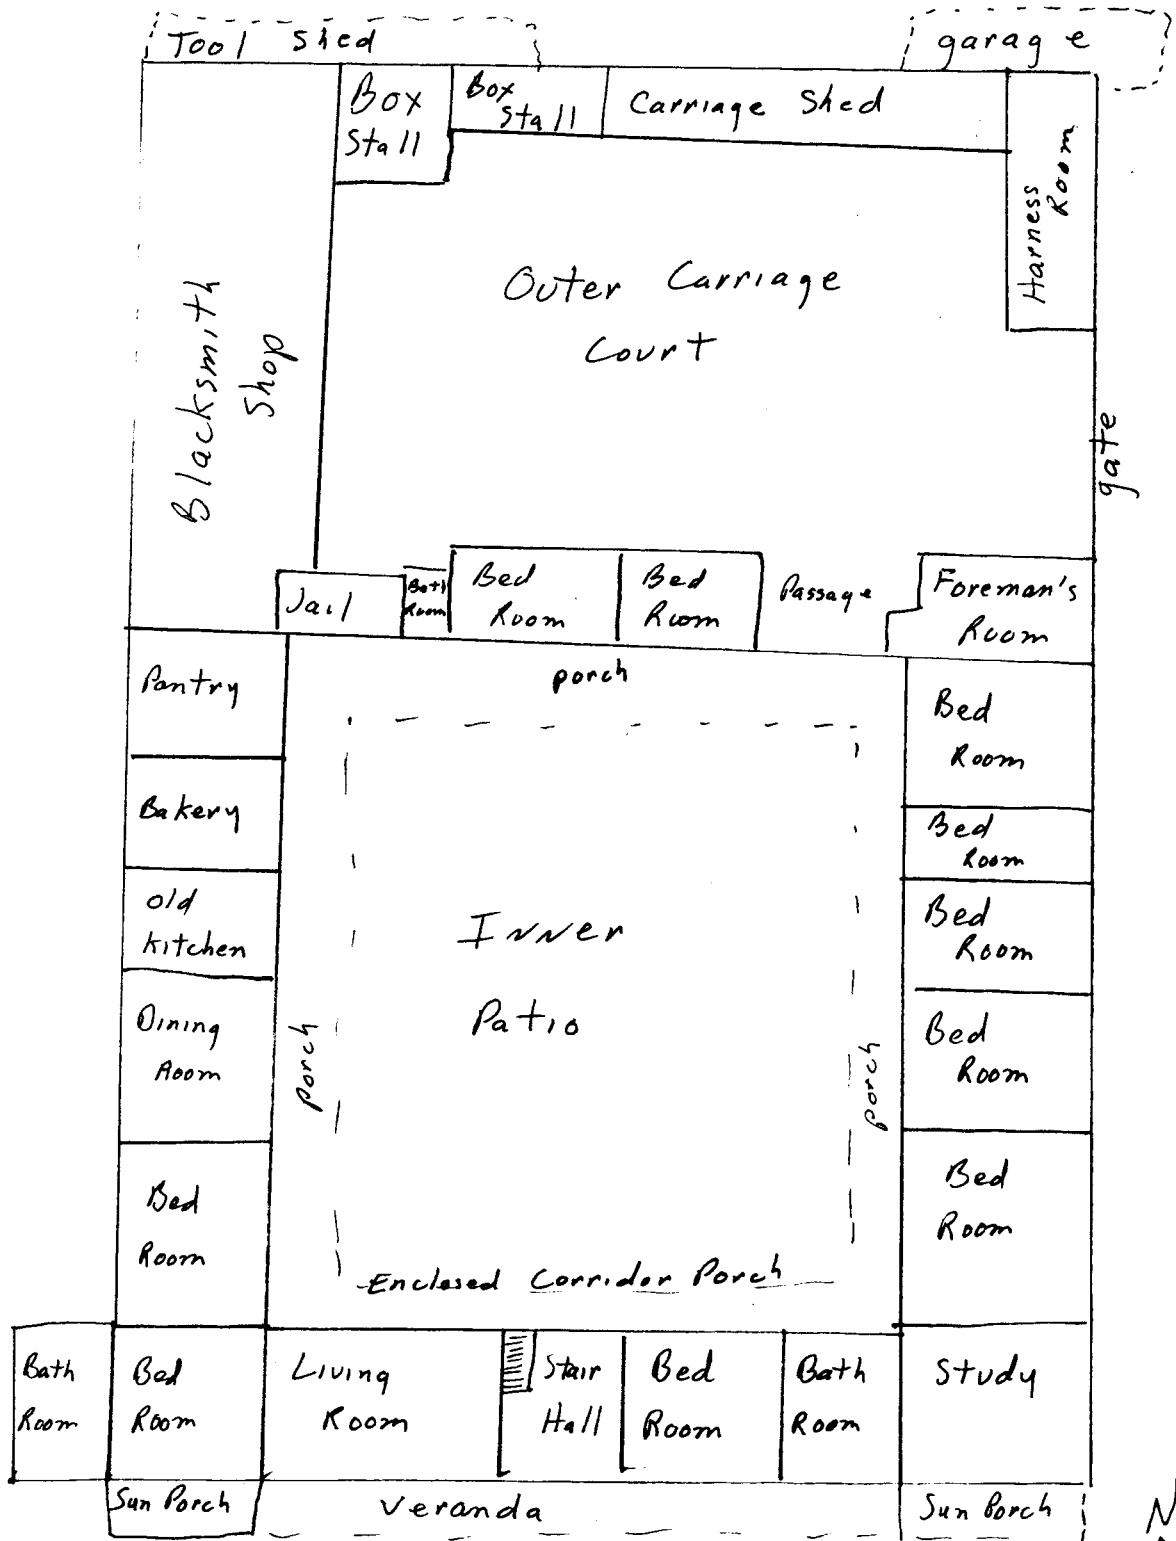 Tool Shed
garage
Box
Stall
Box
Stall
Carriage Shed
Harness
Room
Outer Carriage
Court
Blacksmith
Shop
gate
Jail
Bath
Room
Bed
Room
Bed
Room
Passage
Foreman's
Room
Pantry
porch
Bed
Room
Bakery
Bed
Room
old
kitchen
Inner
Patio
Bed
Room
Dining
Room
porch
porch
Bed
Room
Bed
Room
Bed
Room
Enclosed Corridor Porch
Bath
Room
Bed
Room
Living
Room
Stair
Hall
Bed
Room
Bath
Room
Study
Sun Porch
Veranda
Sun Porch
N